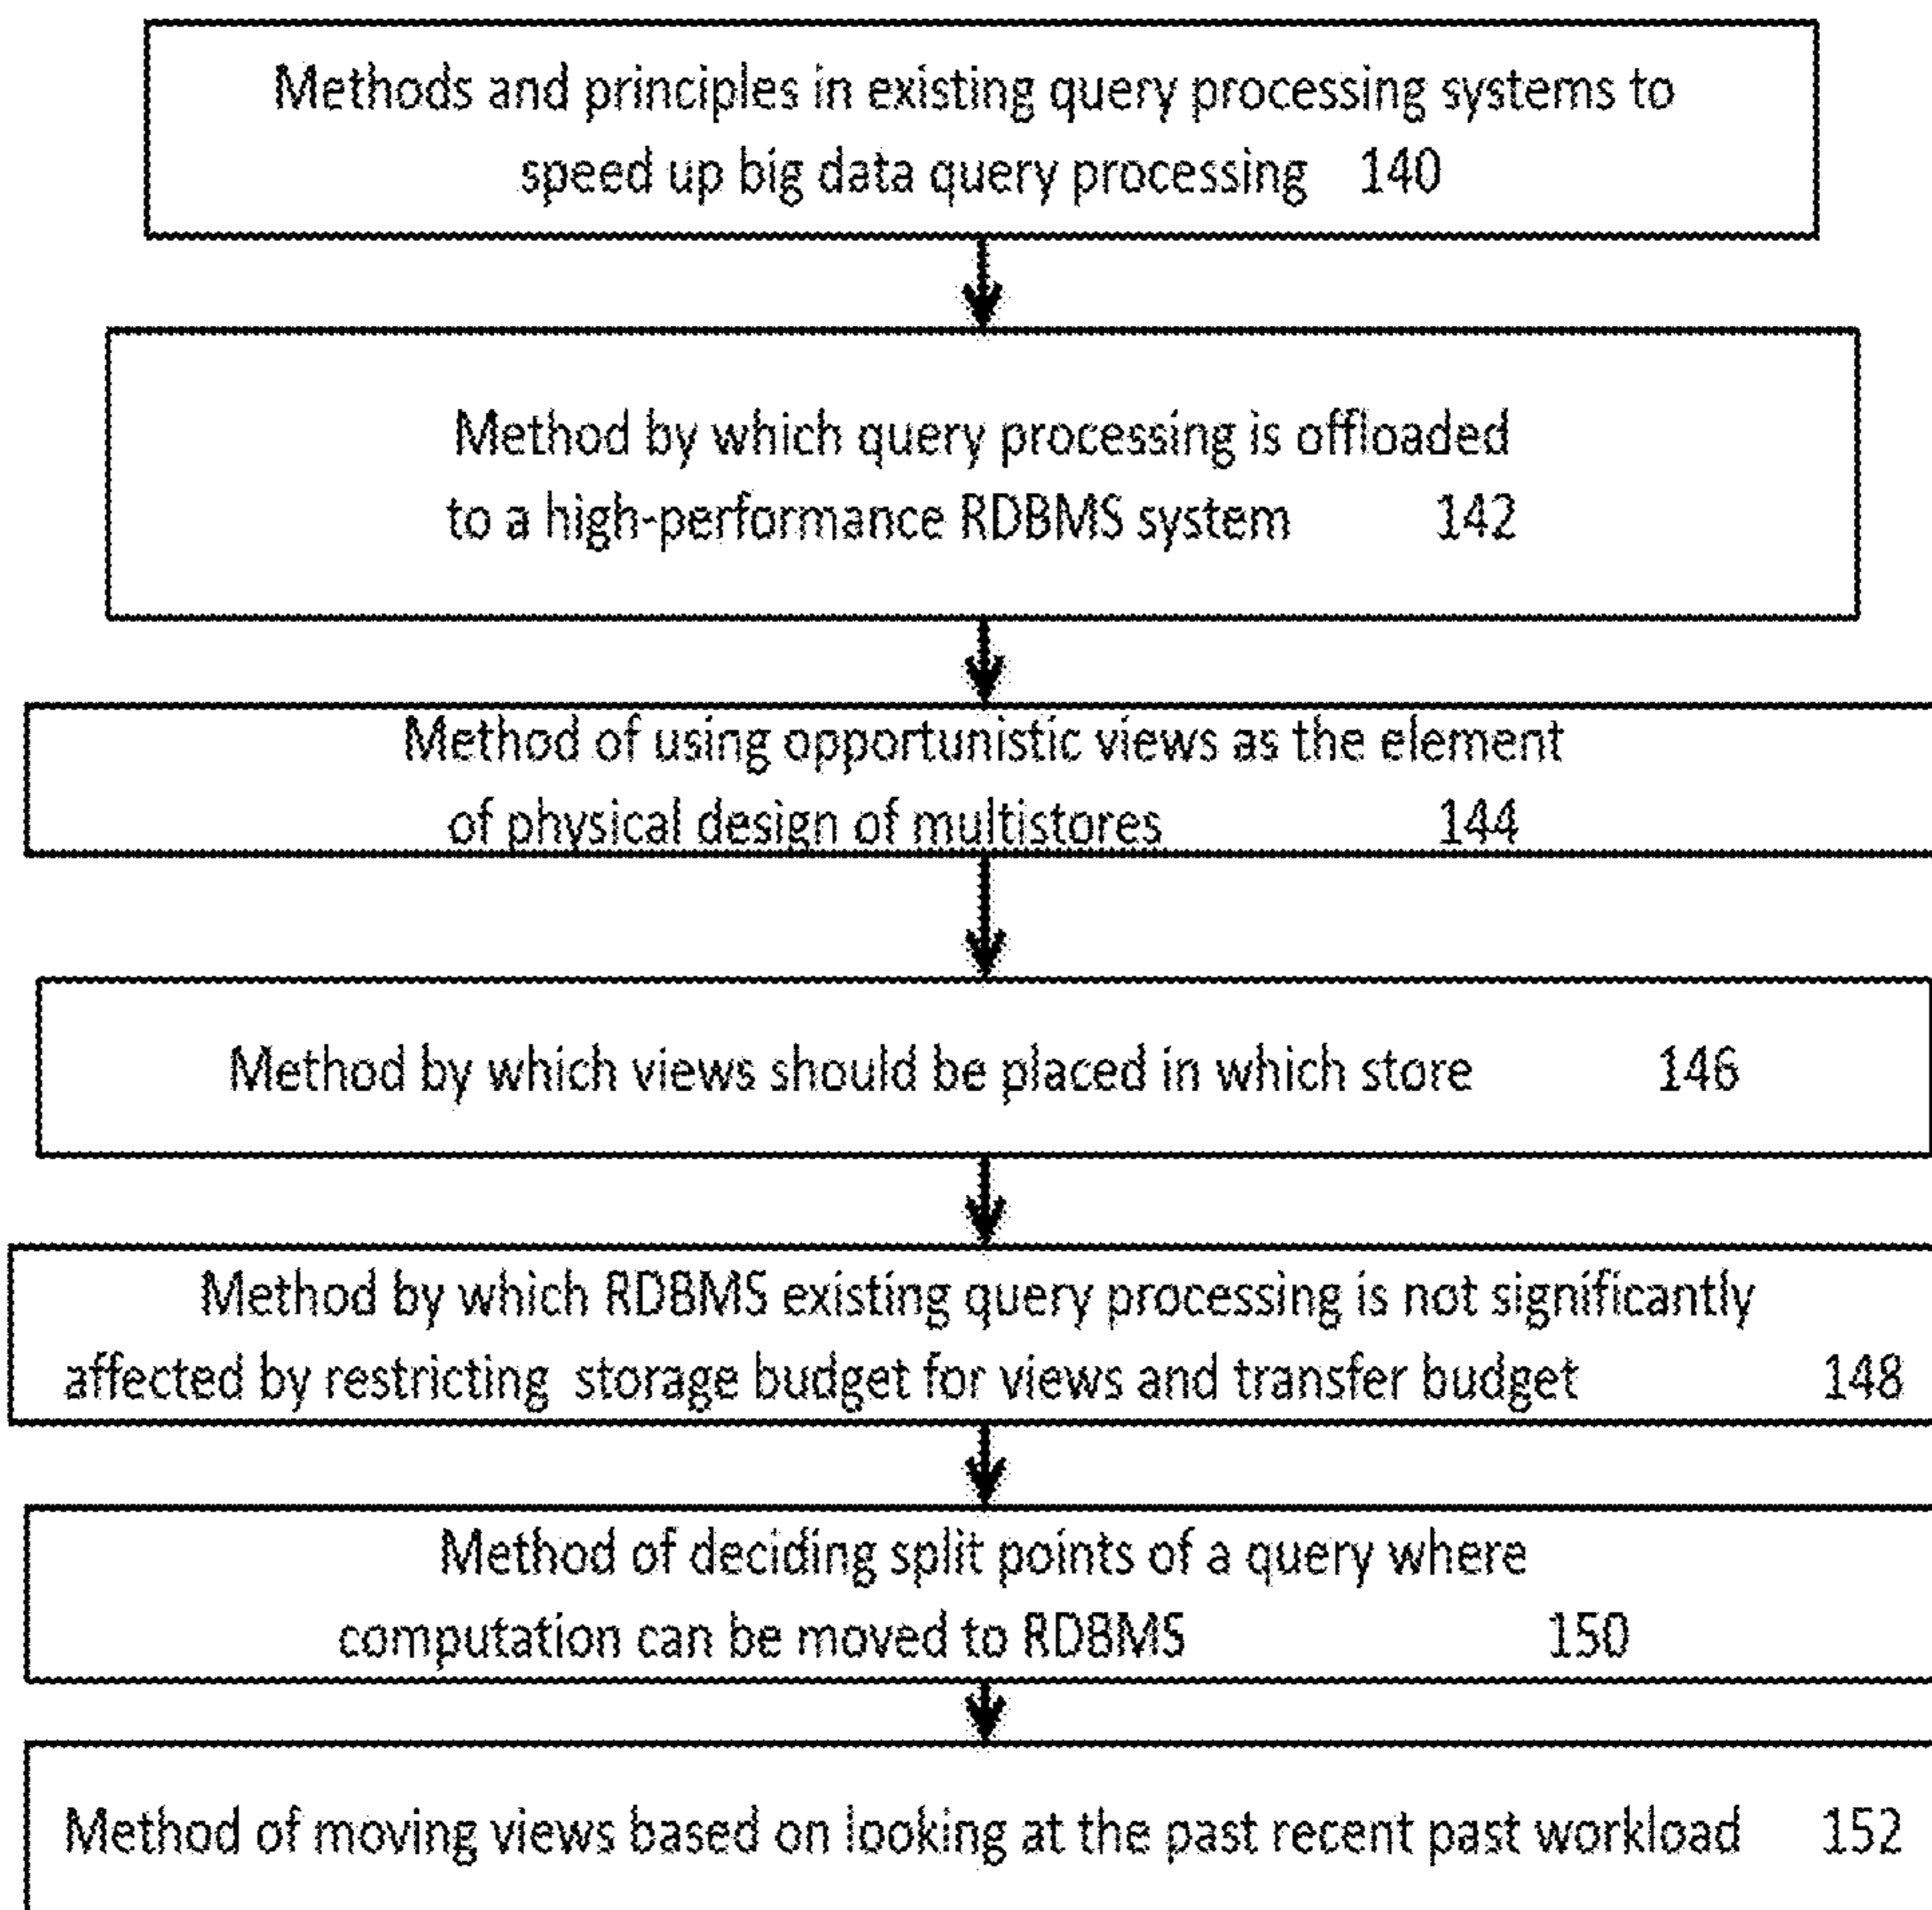 Methods and principles in existing query processing systems to
speed up big data query processing 140
Method by which query processing is offloaded
to a high-performance RDBMS system 142
Method of using opportunistic views as the element
of physical design of multistores 144
Method by which views should be placed in which store 146
Method by which RDBMS existing query processing is not significantly
affected by restricting storage budget for views and transfer budget 148
Method of deciding split points of a query where
computation can be moved to RDBMS 150
Method of moving views based on looking at the past recent past workload 152